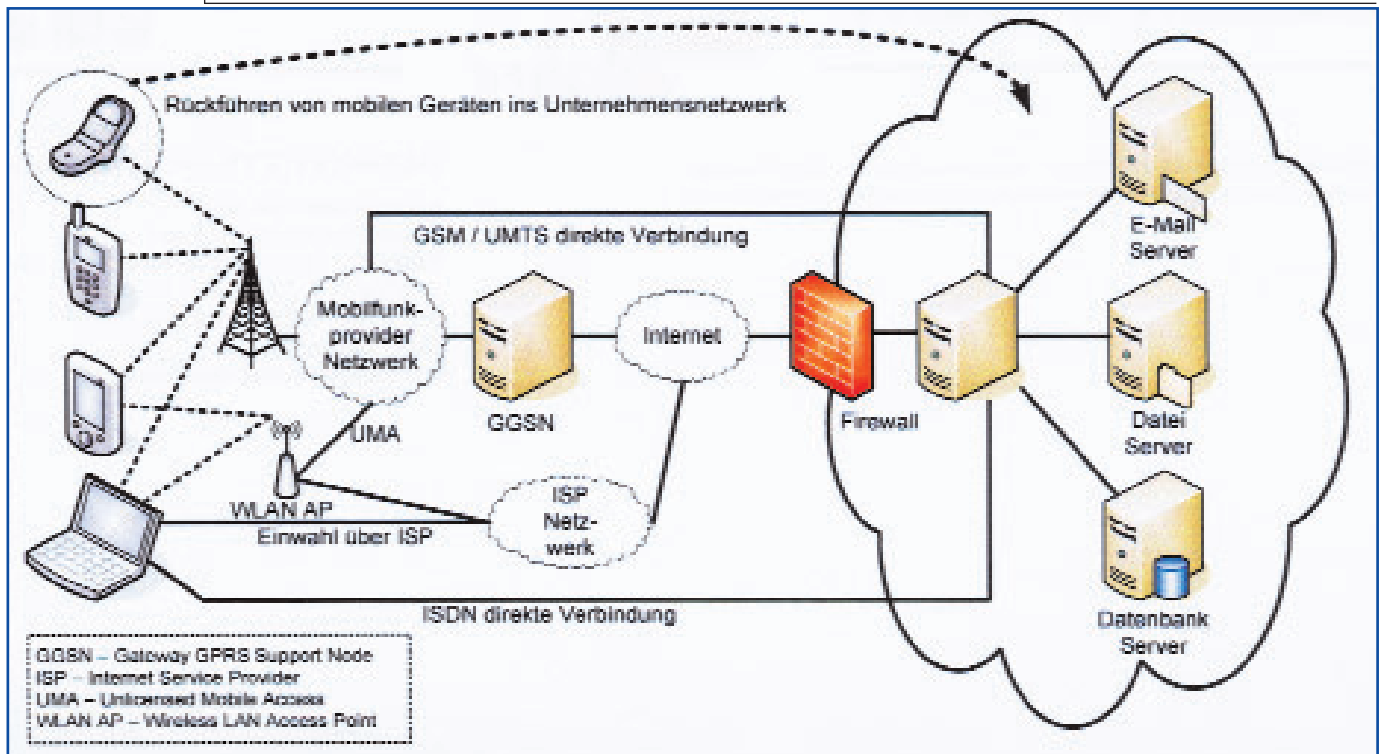 Rückführen von mobilen Geräten ins Unternehmensnetzwerk
E-Mail
Server
GSM / UMTS direkte Verbindung
Mobilfunk-
provider
Netzwerk
Internet
GGSN
Firewall
Datei
Server
UMA
WLAN AP
Einwahl über ISP
ISP
Netz-
werk
ISDN direkte Verbindung
Datenbank
Server
GGSN – Gateway GPRS Support Node
ISP – Internet Service Provider
UMA – Unlicensed Mobile Access
WLAN AP – Wireless LAN Access Point